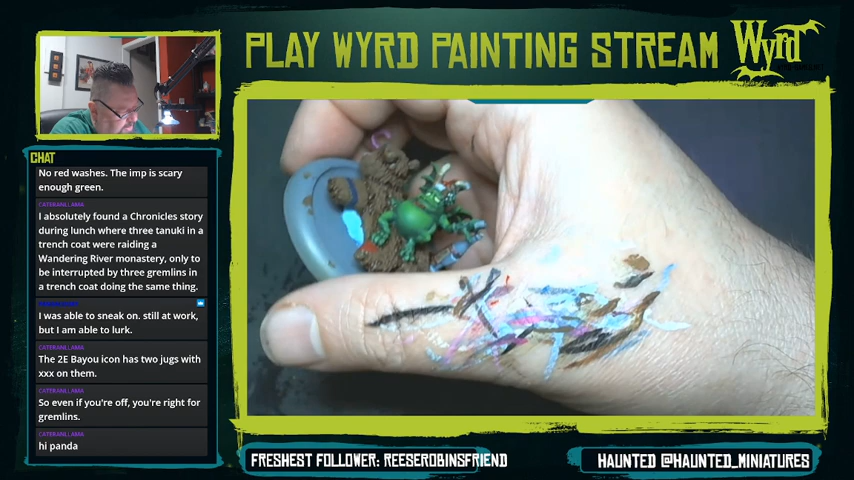 PLAY WYRD PAINTING STREAM
Wyrd
CHAT
No red washes. The imp is scary
enough green.
CATERANLLAMA
I absolutely found a Chronicles story
during lunch where three tanuki in a
trench coat were raiding a
Wandering River monastery, only to
be interrupted by three gremlins in
a trench coat doing the same thing.
I was able to sneak on. still at work,
but I am able to lurk.
CATERANLLAMA
The 2E Bayou icon has two jugs with
xxx on them.
CATERANLLAMA
So even if you're off, you're right for
gremlins.
CATERANLLAMA
hi panda
FRESHEST FOLLOWER: REESEROBINSFRIEND
HAUNTED @HAUNTED_MINIATURES